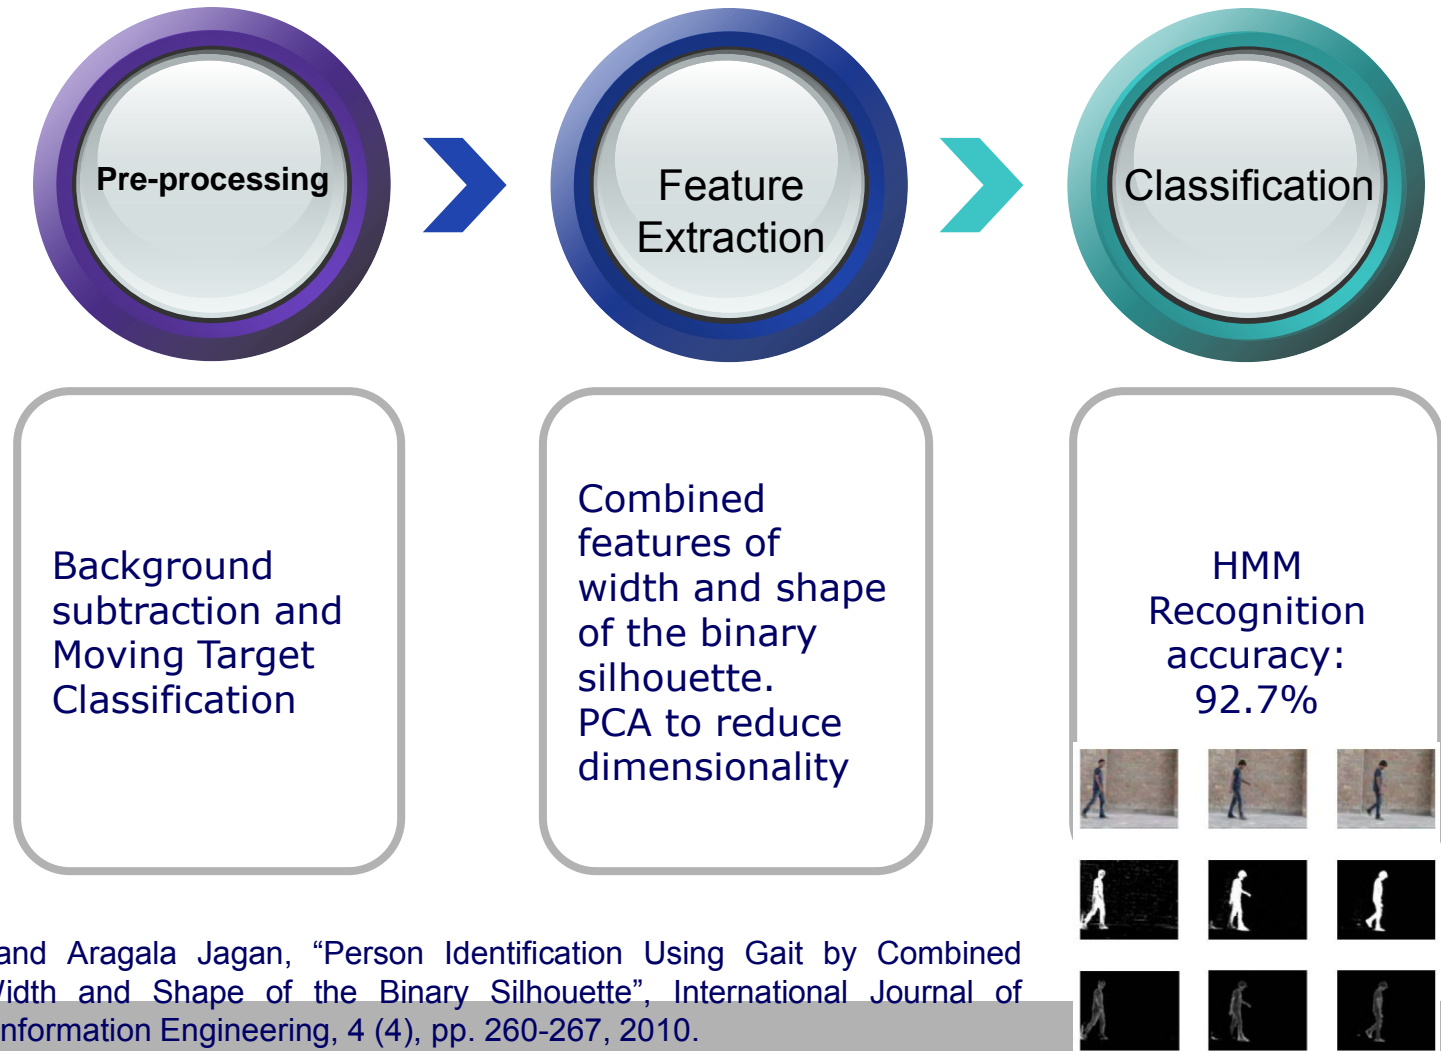 Pre-processing
Feature
Extraction
Classification
Background
subtraction and
Moving Target
Classification
Combined
features of
width and shape
of the binary
silhouette.
PCA to reduce
dimensionality
HMM
Recognition
accuracy:
92.7%
and Aragala Jagan, “Person Identification Using Gait by Combined
Width and Shape of the Binary Silhouette”, International Journal of
Information Engineering, 4 (4), pp. 260-267, 2010.